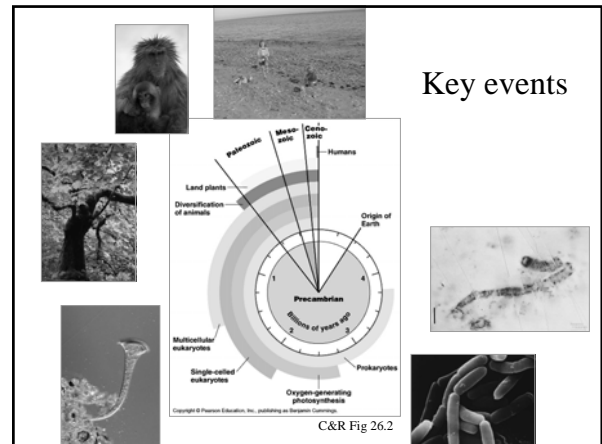 Key events
Paleozoic
Meso-
zoic
Ceno-
zoic
Humans
Land plants
Diversification
of animals
Origin of
Earth
1
4
Precambrian
2
3
Billions of years ago
Multicellular
eukaryotes
Single-celled
eukaryotes
Prokaryotes
Oxygen-generating
photosynthesis
Copyright © Pearson Education, Inc., publishing as Benjamin Cummings.
C&R Fig 26.2